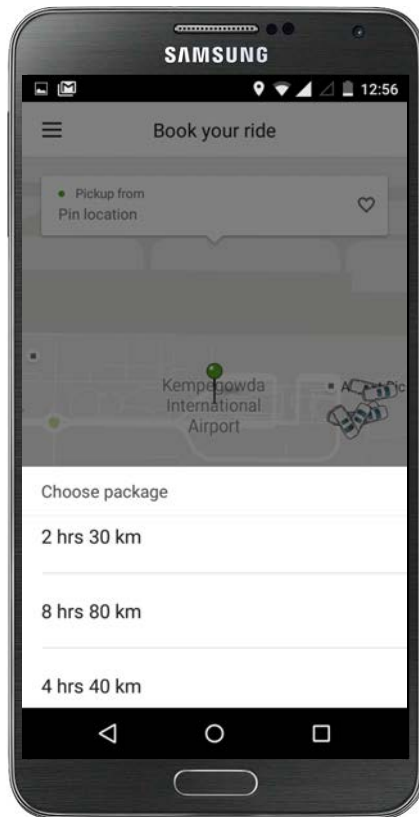 SAMSUNG
12:56
Book your ride
Pickup from
Pin location
Kempegowda
International
Airport
Choose package
2 hrs 30 km
8 hrs 80 km
4 hrs 40 km